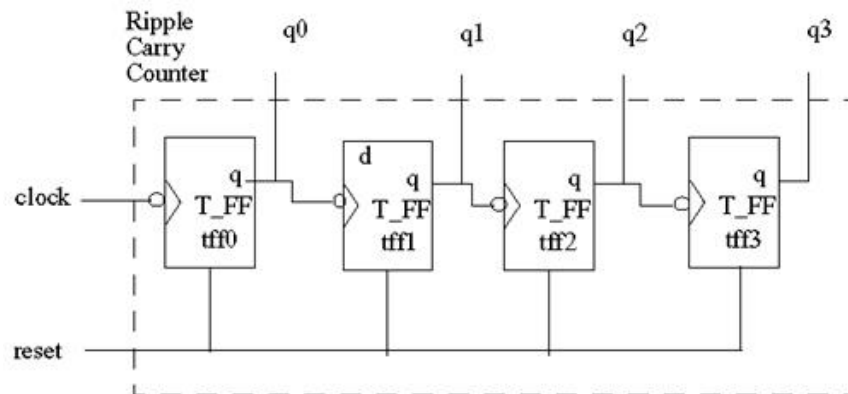 Ripple
Carry
Counter
q0
q1
q2
q3
d
q
q
q
q
clock
T_FF
T_FF
T_FF
T_FF
tff0
tff1
tff2
tff3
reset